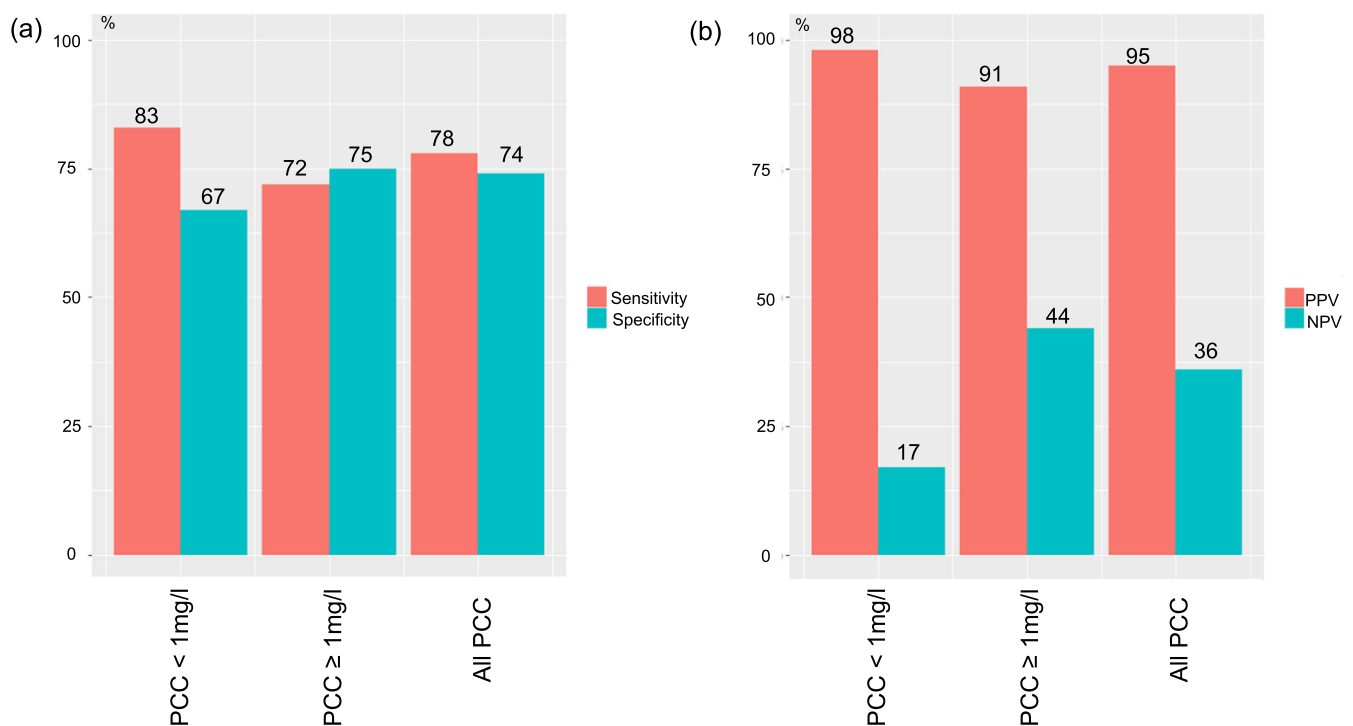 (a)
%
100
75
50
25
0
83
67
72
75
78
74
PCC < 1mg/l
PCC ≥ 1mg/l
All PCC
Sensitivity
Specificity
(b)
%
100
75
50
25
0
98
17
91
44
95
36
PCC < 1mg/l
PCC ≥ 1mg/l
All PCC
PPV
NPV